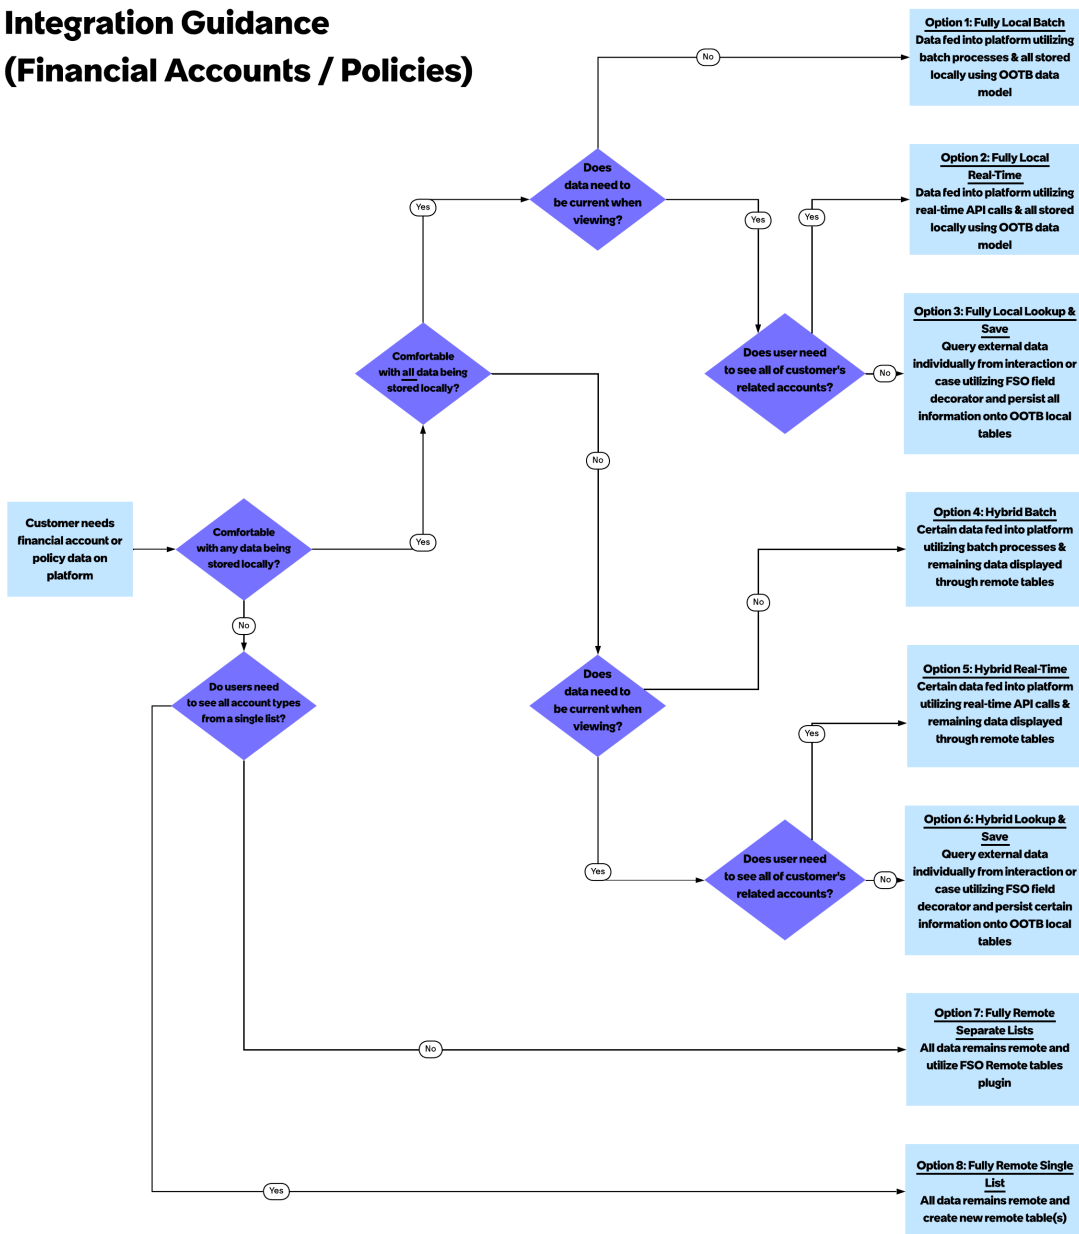 Integration Guidance
(Financial Accounts / Policies)
Option 1: Fully Local Batch
Data fed into platform utilizing
batch processes & all stored
locally using OOTB data
model
No
Does
data need to
be current when
viewing?
Option 2: Fully Local
Real-Time
Data fed into platform utilizing
real-time API calls & all stored
locally using OOTB data
model
Yes
Yes
Yes
Option 3: Fully Local Lookup &
Save
Query external data
individually from interaction or
case utilizing FSO field
decorator and persist all
information onto OOTB local
tables
Comfortable
with all data being
stored locally?
Does user need
to see all of customer's
related accounts?
No
No
Customer needs
financial account or
policy data on
platform
Comfortable
with any data being
stored locally?
Yes
Option 4: Hybrid Batch
Certain data fed into platform
utilizing batch processes &
remaining data displayed
through remote tables
No
No
Do users need
to see all account types
from a single list?
Does
data need to
be current when
viewing?
Option 5: Hybrid Real-Time
Certain data fed into platform
utilizing real-time API calls &
remaining data displayed
through remote tables
Yes
Yes
Does user need
to see all of customer's
related accounts?
No
Option 6: Hybrid Lookup &
Save
Query external data
individually from interaction or
case utilizing FSO field
decorator and persist certain
information onto OOTB local
tables
No
Option 7: Fully Remote
Separate Lists
All data remains remote and
utilize FSO Remote tables
plugin
Yes
Option 8: Fully Remote Single
List
All data remains remote and
create new remote table(s)